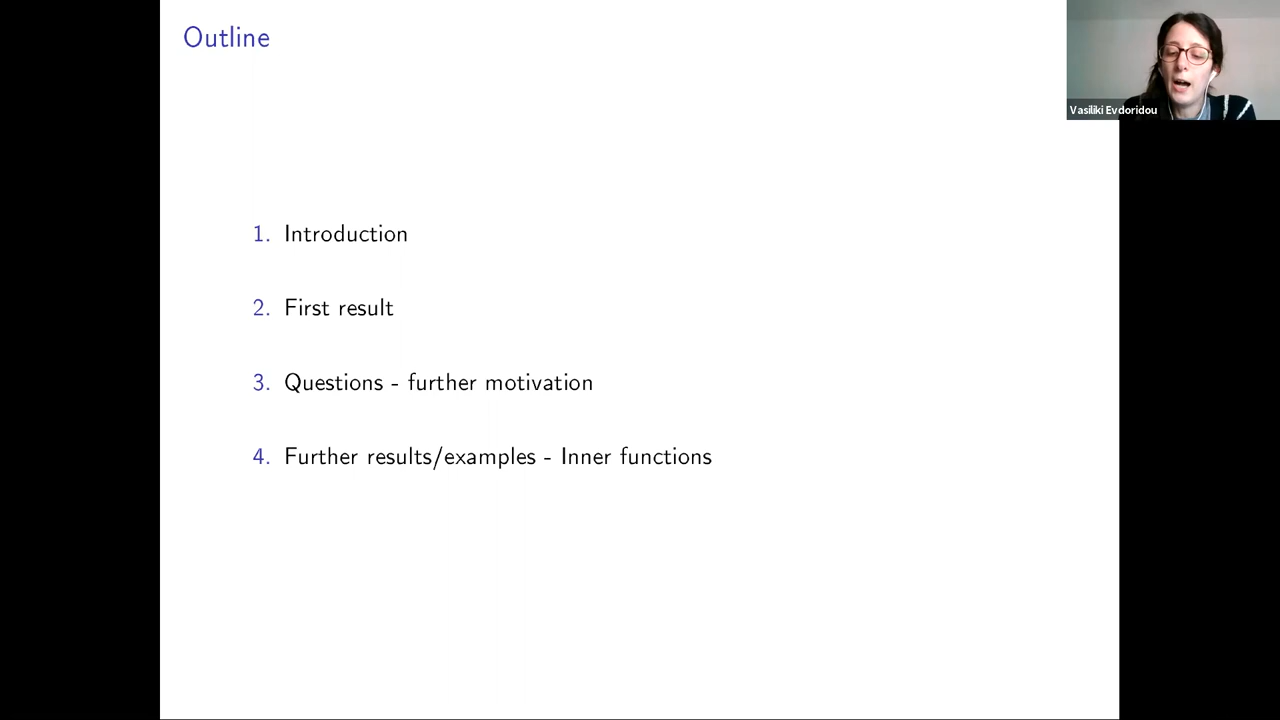 Outline
Vasiliki Evdoridou
1. Introduction
2. First result
3. Questions - further motivation
4. Further results/examples - Inner functions